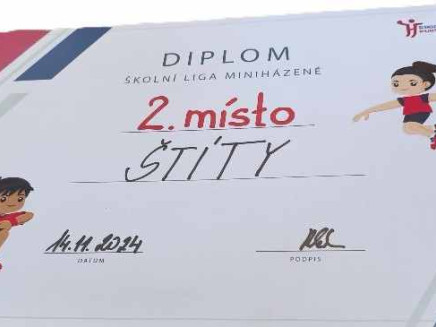 DIPLOM
ŠKOLNÍ LIGA MINIHÁZENÉ
2. místo
ŠTÍTY
14.11.2024
DATUM
PODPIS